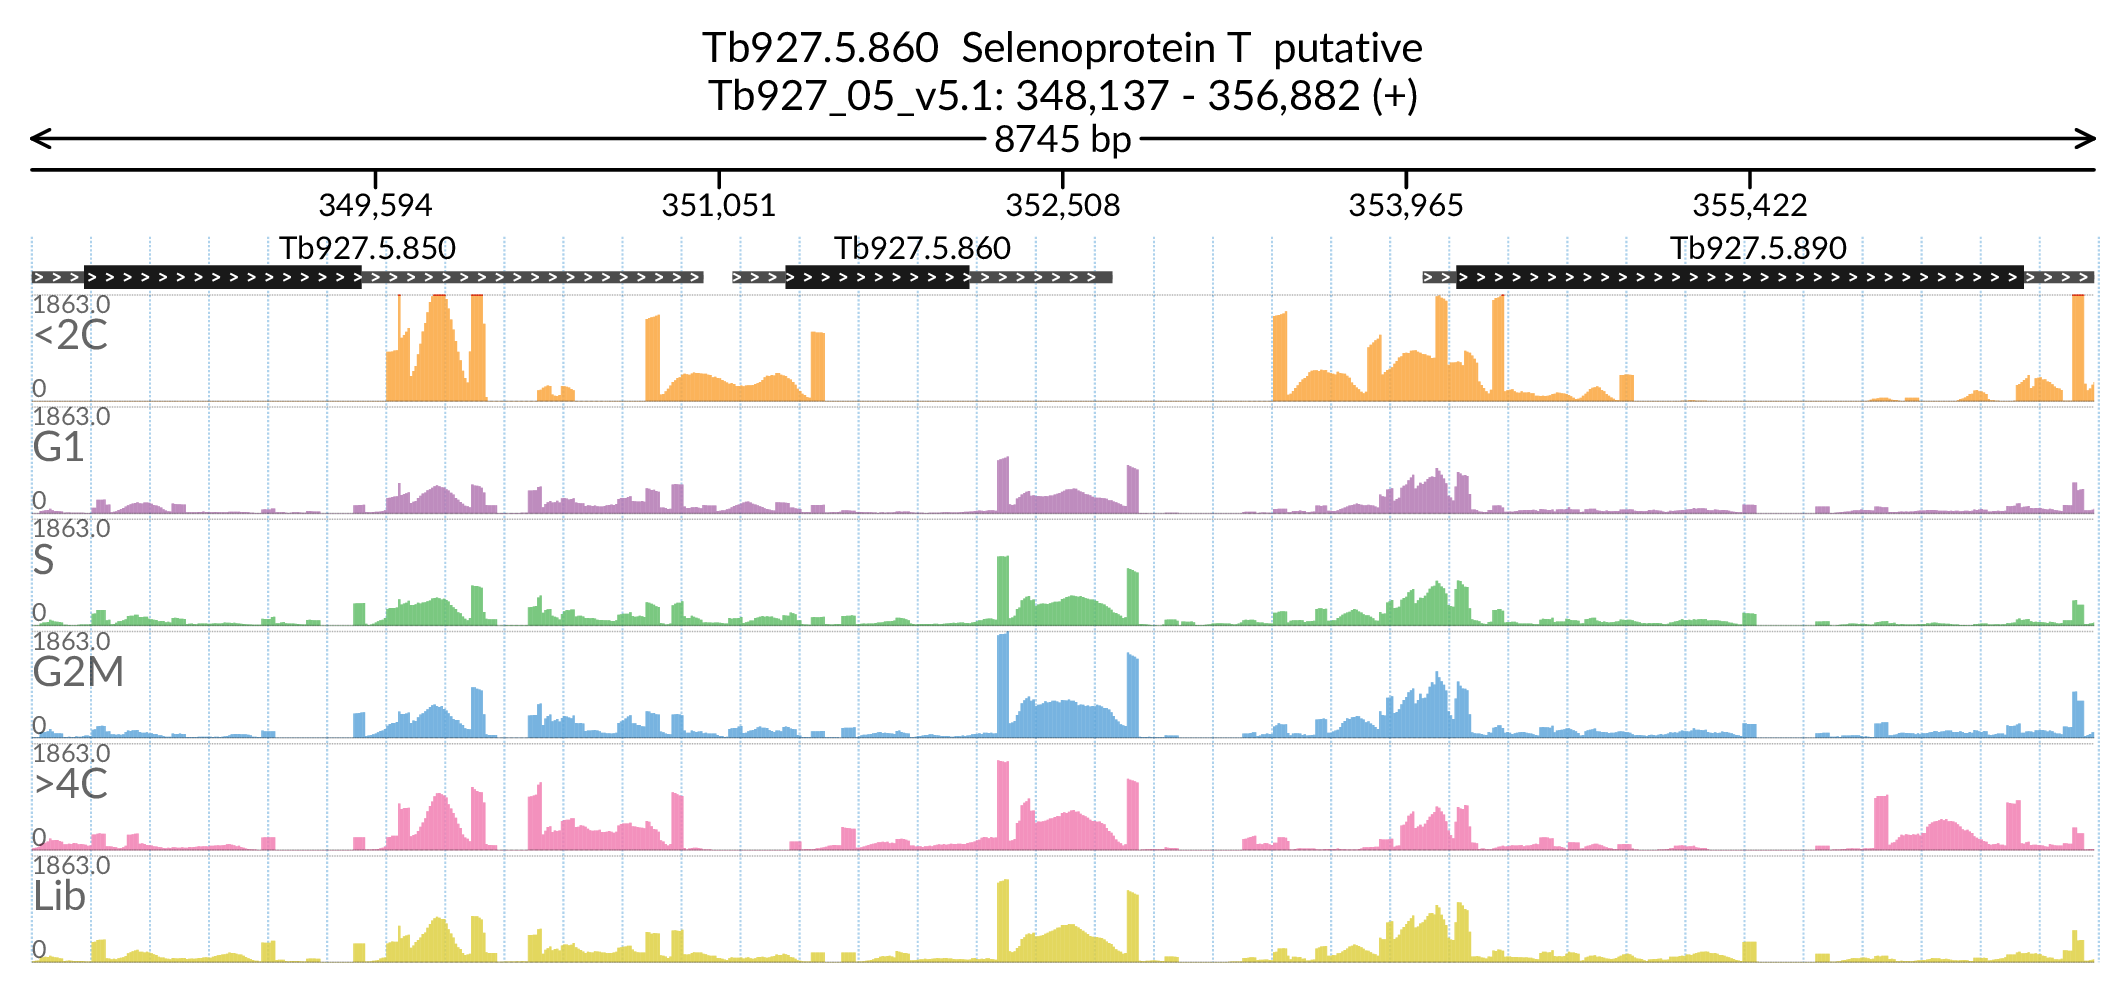 Tb927.5.860 Selenoprotein T putative
Tb927_05_v5.1: 348,137 - 356,882 (+)
8745 bp
349,594 351,051 352,508 353,965 355,422
Tb927.5.850 Tb927.5.860 Tb927.5.890
1863.0
<2C
0
1863.0
G1
0
1863.0
S
0
1863.0
G2M
0
1863.0
>4C
0
1863.0
Lib
0